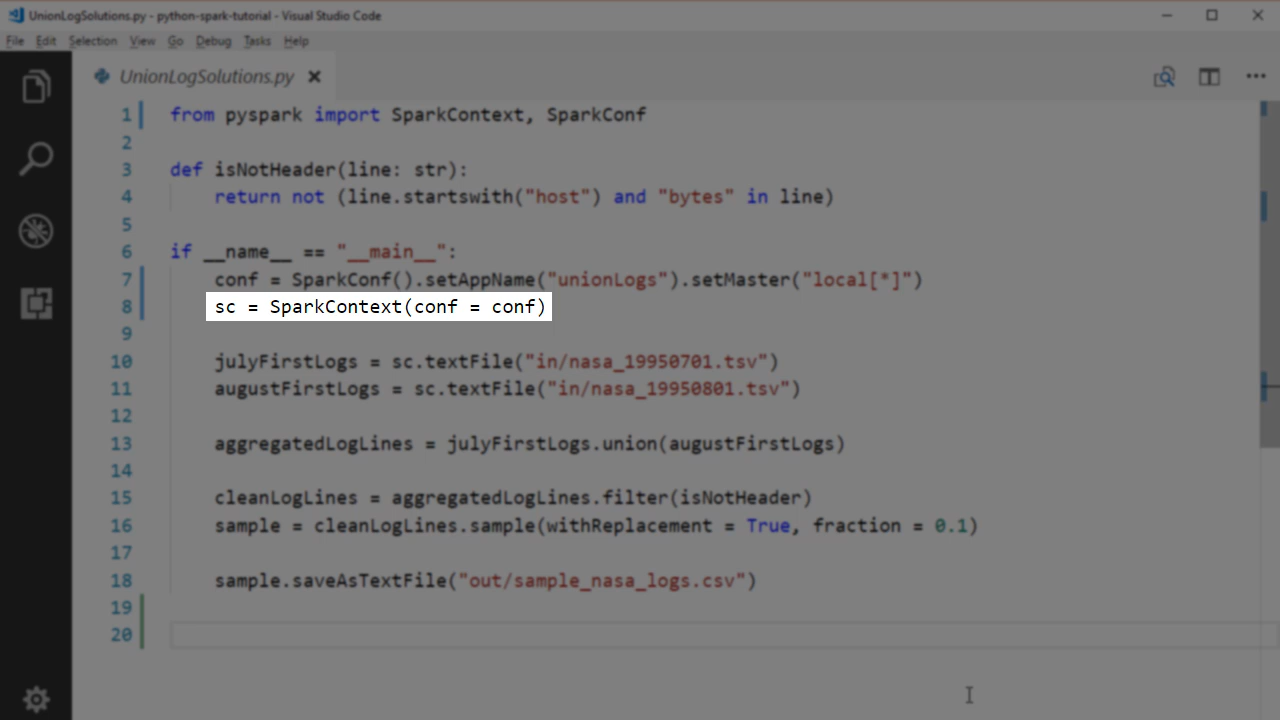 UnionLogSolutions.py - python-spark-tutorial - Visual Studio Code
File Edit Selection View Go Debug Tasks Help
UnionLogSolutions.py
1 from pyspark import SparkContext, SparkConf
2
3 def isNotHeader(line: str):
4 return not (line.startswith("host") and "bytes" in line)
5
6 if __name__ == "__main__":
7 conf = SparkConf().setAppName("unionLogs").setMaster("local[*]")
8 sc = SparkContext(conf = conf)
9
10 julyFirstLogs = sc.textFile("in/nasa_19950701.tsv")
11 augustFirstLogs = sc.textFile("in/nasa_19950801.tsv")
12
13 aggregatedLogLines = julyFirstLogs.union(augustFirstLogs)
14
15 cleanLogLines = aggregatedLogLines.filter(isNotHeader)
16 sample = cleanLogLines.sample(withReplacement = True, fraction = 0.1)
17
18 sample.saveAsTextFile("out/sample_nasa_logs.csv")
19
20